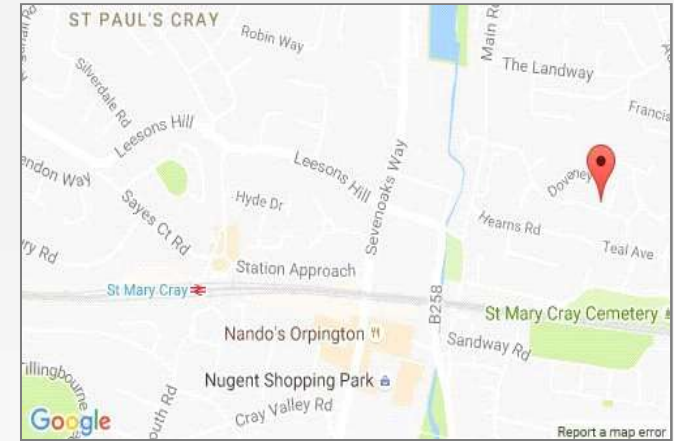 ST PAUL'S CRAY
Robin Way
Main
The Landway
Silverdale Rd
Leesons Hill
Francis
Leesons Hill
Sevenoaks Way
endon Way
Sayes Ct Rd
Hyde Dr
Hearns Rd
Teal Ave
ry Rd
Station Approach
St Mary Cray
B258
St Mary Cray Cemetery
Nando's Orpington
Sandway Rd
illingbourne
Nugent Shopping Park
outh Rd
Cray Valley Rd
Google
Report a map error